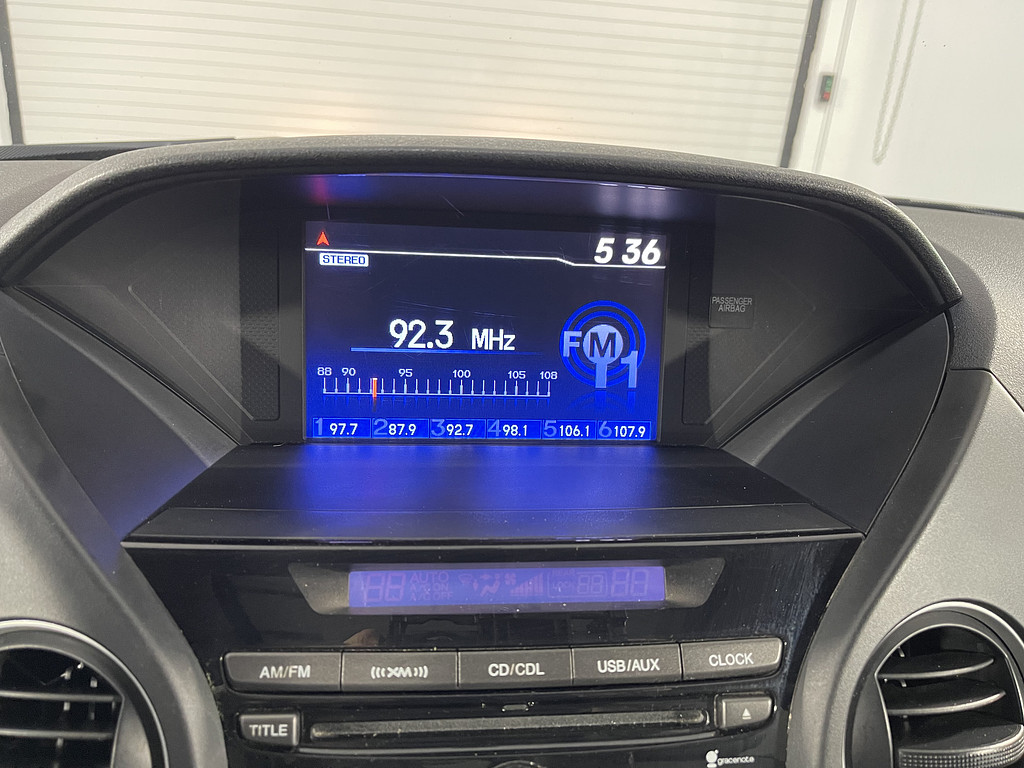 5 36
STEREO
PASSENGER
AIRBAG
92.3 MHz
FM1
88 90 95 100 105 108
1 97.7 2 87.9 3 92.7 4 98.1 5 106.1 6 107.9
AUTO
AM/FM (((XM))) CD/CDL USB/AUX CLOCK
TITLE
gracenote